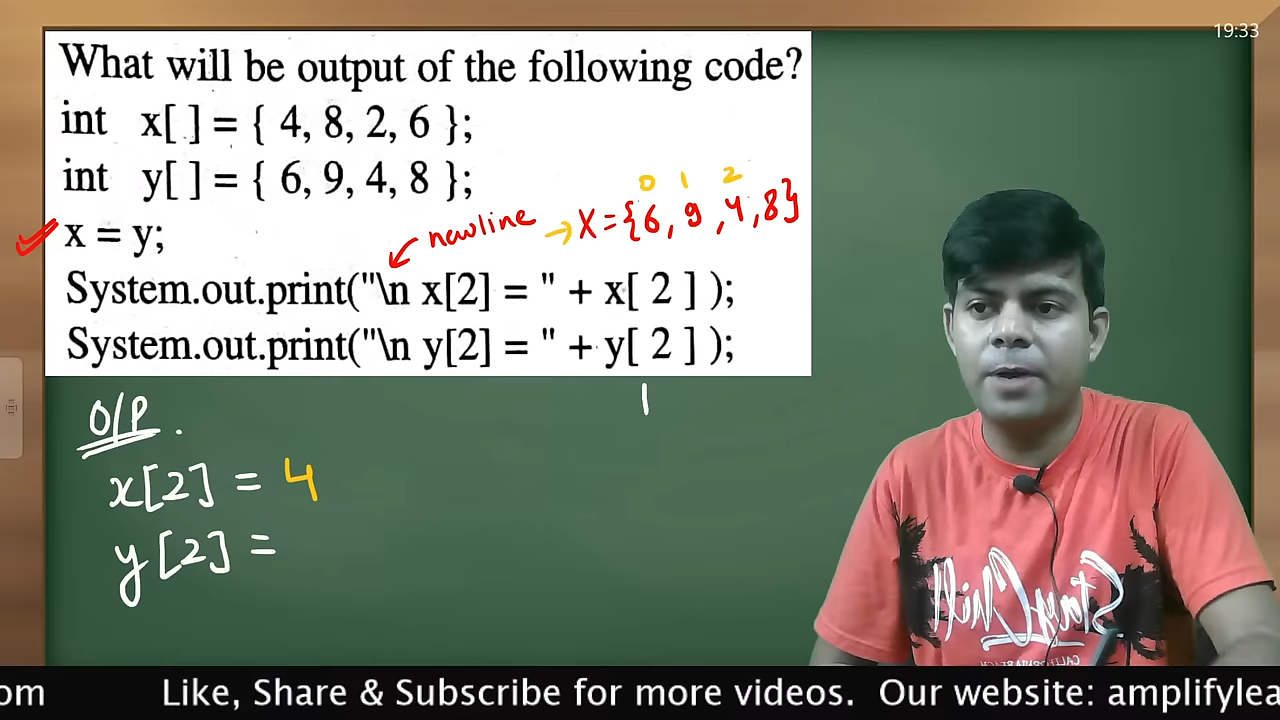 19:33
What will be output of the following code?
int x[ ] = { 4, 8, 2, 6 };
int y[ ] = { 6, 9, 4, 8 };
0 1 2
x = y;
newline
→ X = {6, 9, 4, 8}
System.out.print("\n x[2] = " + x[ 2 ] );
System.out.print("\n y[2] = " + y[ 2 ] );
O/P.
x[2] = 4
y[2] =
Stay Chill
om Like, Share & Subscribe for more videos. Our website: amplifylea